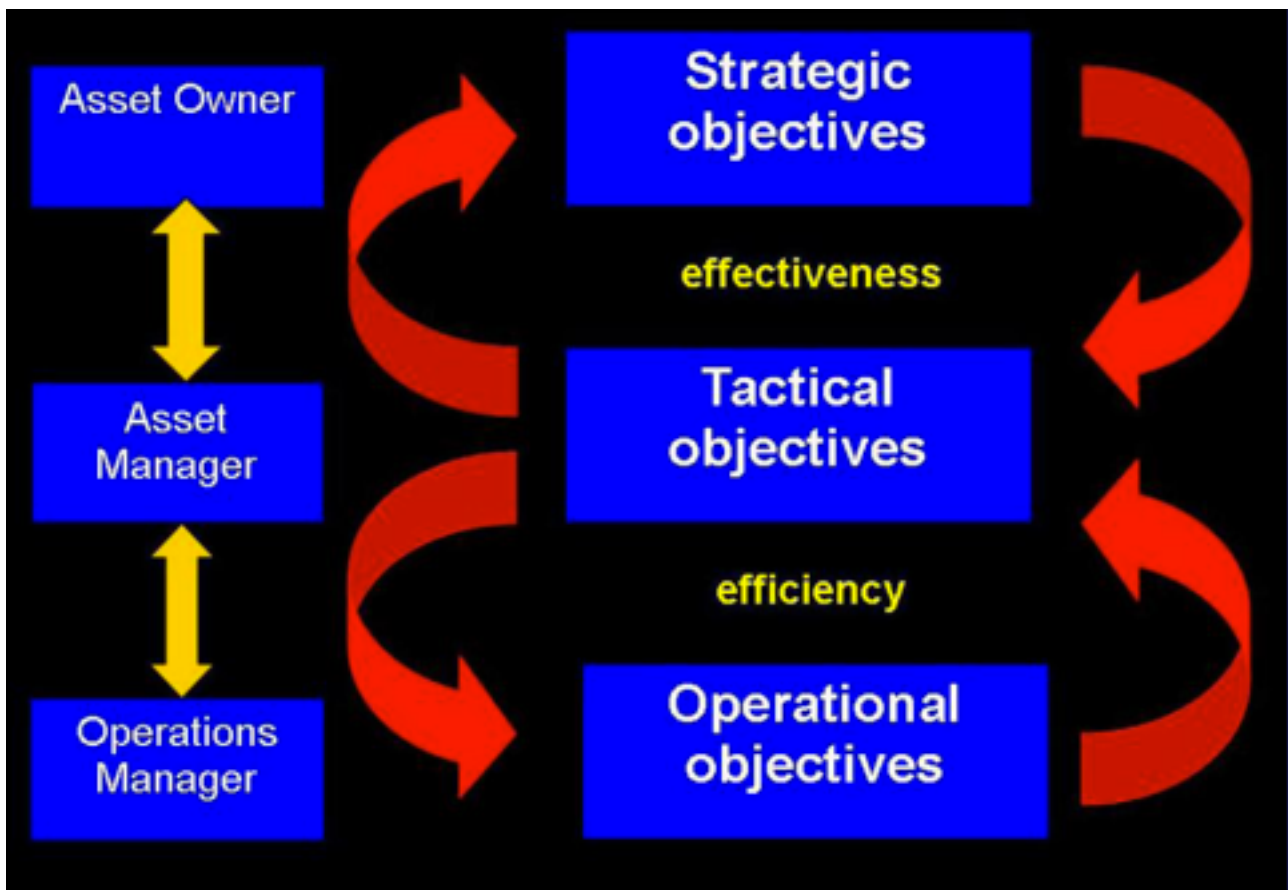 Asset Owner
Strategic
objectives
effectiveness
Asset
Manager
Tactical
objectives
efficiency
Operations
Manager
Operational
objectives